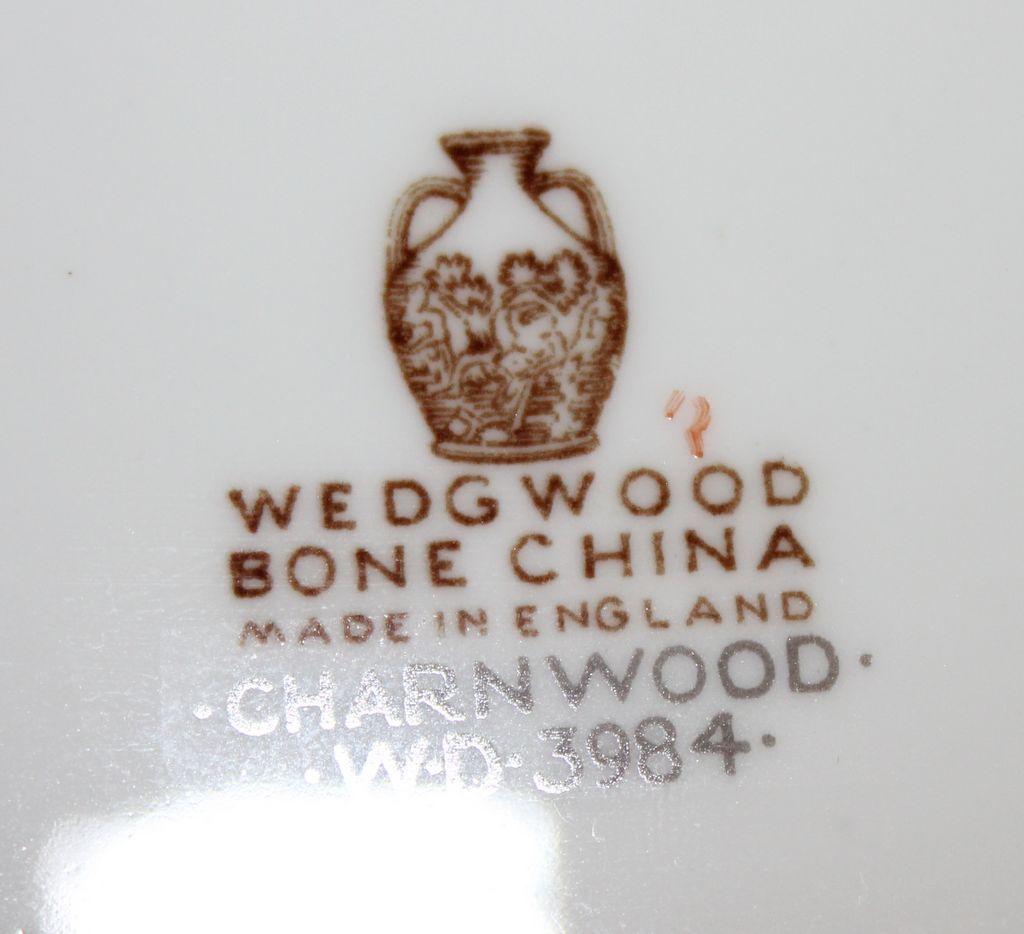 WEDGWOOD
BONE CHINA
MADE IN ENGLAND
·CHARNWOOD·
·W·D·3984·